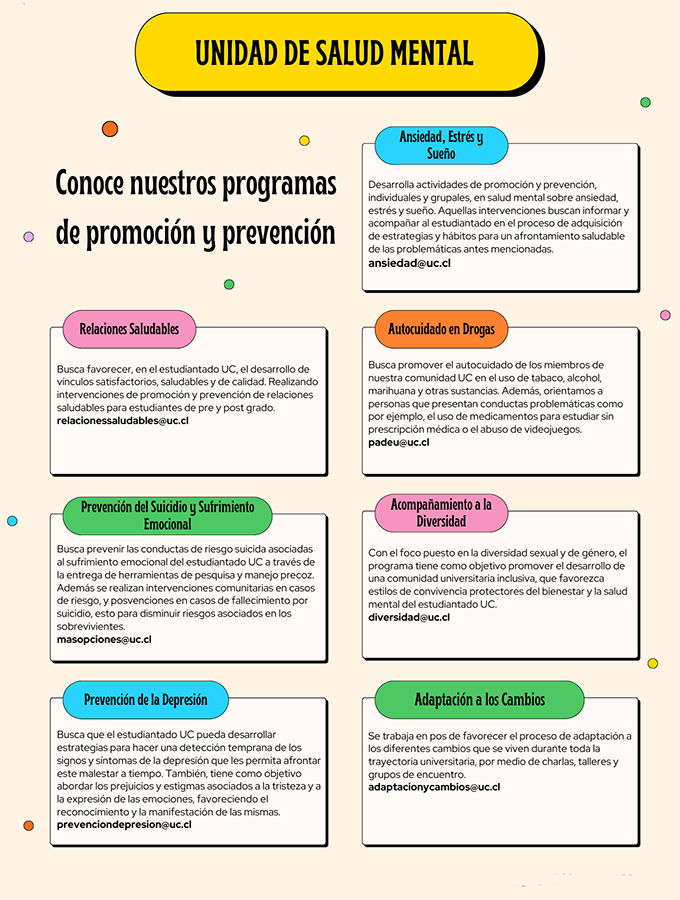 UNIDAD DE SALUD MENTAL
Conoce nuestros programas
de promoción y prevención
Ansiedad, Estrés y
Sueño
Desarrolla actividades de promoción y prevención,
individuales y grupales, en salud mental sobre ansiedad,
estrés y sueño. Aquellas intervenciones buscan informar y
acompañar al estudiantado en el proceso de adquisición
de estrategias y hábitos para un afrontamiento saludable
de las problemáticas antes mencionadas.
ansiedad@uc.cl
Relaciones Saludables
Busca favorecer, en el estudiantado UC, el desarrollo de
vínculos satisfactorios, saludables y de calidad. Realizando
intervenciones de promoción y prevención de relaciones
saludables para estudiantes de pre y post grado.
relacionessaludables@uc.cl
Autocuidado en Drogas
Busca promover el autocuidado de los miembros de
nuestra comunidad UC en el uso de tabaco, alcohol,
marihuana y otras sustancias. Además, orientamos a
personas que presentan conductas problemáticas como
por ejemplo, el uso de medicamentos para estudiar sin
prescripción médica o el abuso de videojuegos.
padeu@uc.cl
Prevención del Suicidio y Sufrimiento
Emocional
Busca prevenir las conductas de riesgo suicida asociadas
al sufrimiento emocional del estudiantado UC a través de
la entrega de herramientas de pesquisa y manejo precoz.
Además se realizan intervenciones comunitarias en casos
de riesgo, y posvenciones en casos de fallecimiento por
suicidio, esto para disminuir riesgos asociados en los
sobrevivientes.
masopciones@uc.cl
Acompañamiento a la
Diversidad
Con el foco puesto en la diversidad sexual y de género, el
programa tiene como objetivo promover el desarrollo de
una comunidad universitaria inclusiva, que favorezca
estilos de convivencia protectores del bienestar y la salud
mental del estudiantado UC.
diversidad@uc.cl
Prevención de la Depresión
Busca que el estudiantado UC pueda desarrollar
estrategias para hacer una detección temprana de los
signos y síntomas de la depresión que les permita afrontar
este malestar a tiempo. También, tiene como objetivo
abordar los prejuicios y estigmas asociados a la tristeza y a
la expresión de las emociones, favoreciendo el
reconocimiento y la manifestación de las mismas.
prevenciondepresion@uc.cl
Adaptación a los Cambios
Se trabaja en pos de favorecer el proceso de adaptación a
los diferentes cambios que se viven durante toda la
trayectoria universitaria, por medio de charlas, talleres y
grupos de encuentro.
adaptacionycambios@uc.cl